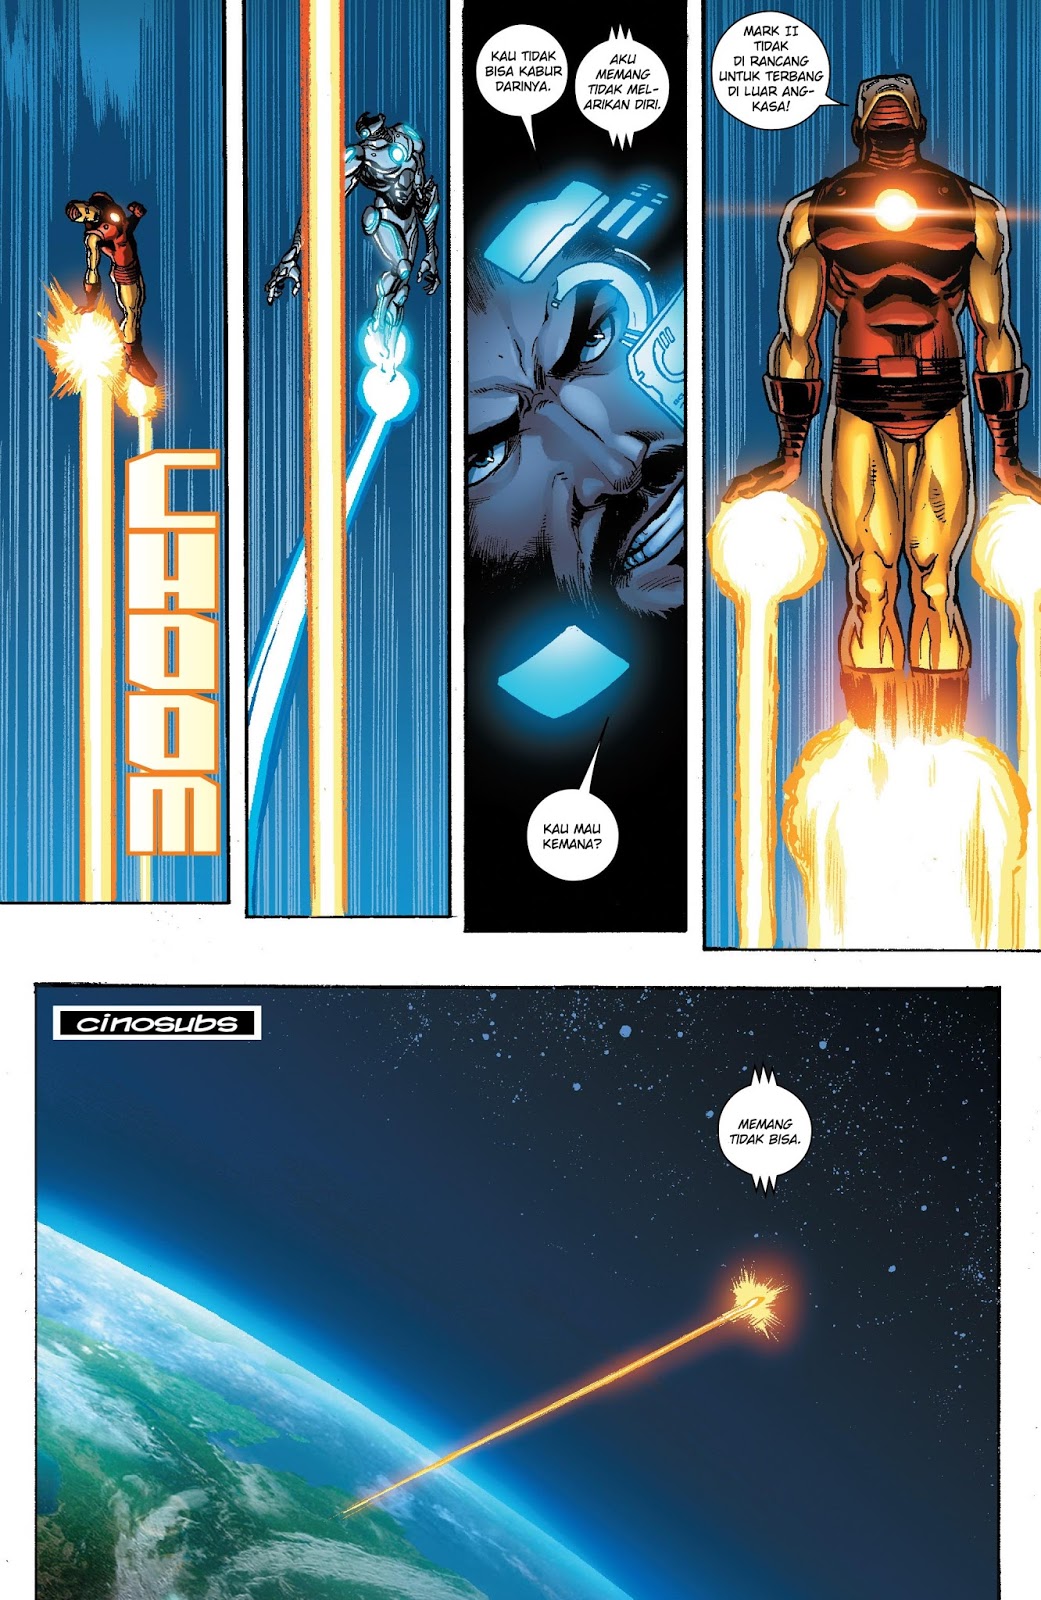 CHOOM
KAU TIDAK
BISA KABUR
DARINYA.
AKU
MEMANG
TIDAK MEL-
ARIKAN DIRI.
KAU MAU
KEMANA?
MARK II
TIDAK
DI RANCANG
UNTUK TERBANG
DI LUAR ANG-
KASA!
cinosubs
MEMANG
TIDAK BISA.